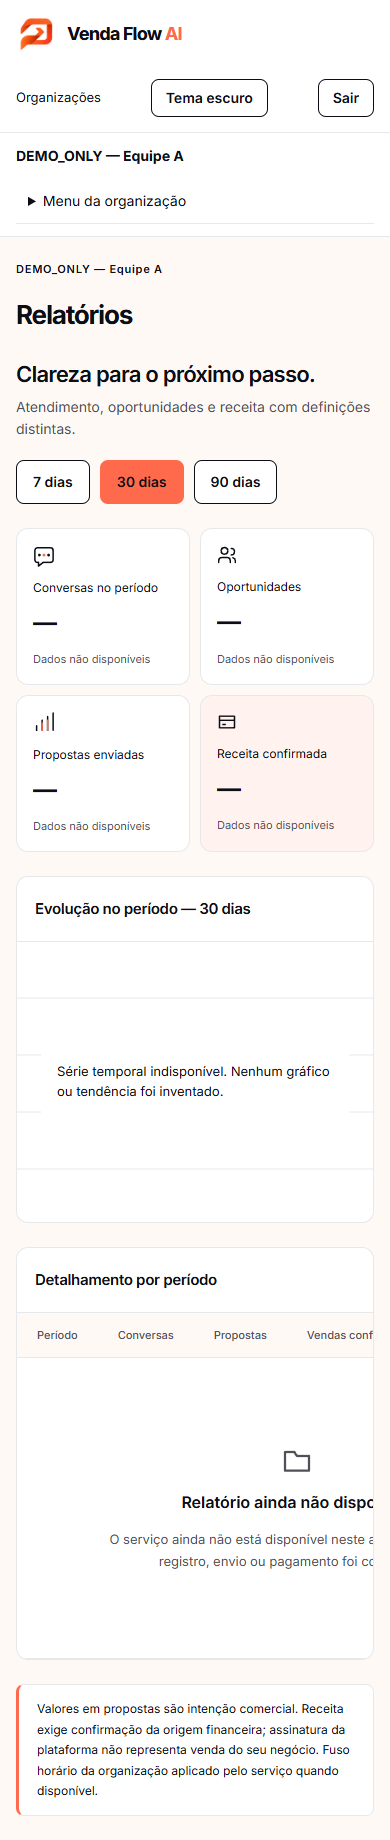 Venda Flow AI
Organizações
Tema escuro
Sair
DEMO_ONLY — Equipe A
▶ Menu da organização
DEMO_ONLY — Equipe A
Relatórios
Clareza para o próximo passo.
Atendimento, oportunidades e receita com definições
distintas.
7 dias
30 dias
90 dias
Conversas no período
—
Dados não disponíveis
Oportunidades
—
Dados não disponíveis
Propostas enviadas
—
Dados não disponíveis
Receita confirmada
—
Dados não disponíveis
Evolução no período — 30 dias
Série temporal indisponível. Nenhum gráfico
ou tendência foi inventado.
Detalhamento por período
Período
Conversas
Propostas
Vendas conf
Relatório ainda não dispo
O serviço ainda não está disponível neste a
registro, envio ou pagamento foi co
Valores em propostas são intenção comercial. Receita
exige confirmação da origem financeira; assinatura da
plataforma não representa venda do seu negócio. Fuso
horário da organização aplicado pelo serviço quando
disponível.